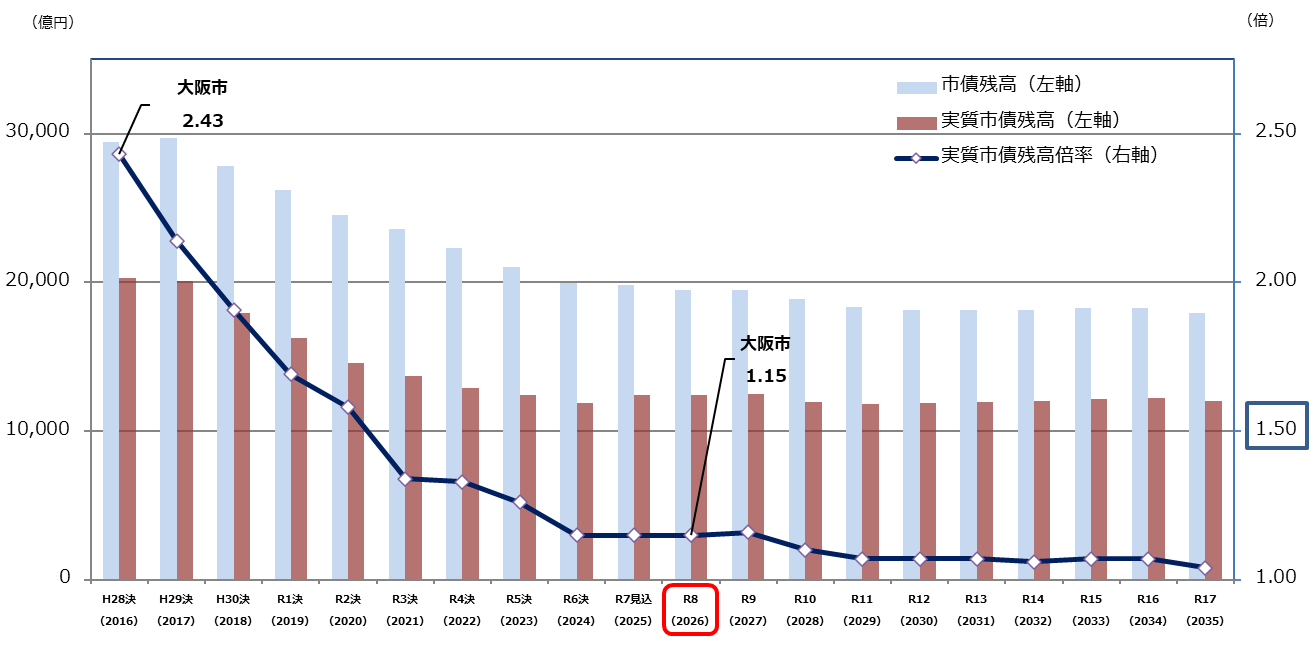 （億円）
（倍）
大阪市
2.43
市債残高（左軸）
実質市債残高（左軸）
実質市債残高倍率（右軸）
30,000
20,000
10,000
0
2.50
2.00
1.50
1.00
大阪市
1.15
H28決 H29決 H30決 R1決 R2決 R3決 R4決 R5決 R6決 R7見込 R8 R9 R10 R11 R12 R13 R14 R15 R16 R17
（2016） （2017） （2018） （2019） （2020） （2021） （2022） （2023） （2024） （2025） （2026） （2027） （2028） （2029） （2030） （2031） （2032） （2033） （2034） （2035）